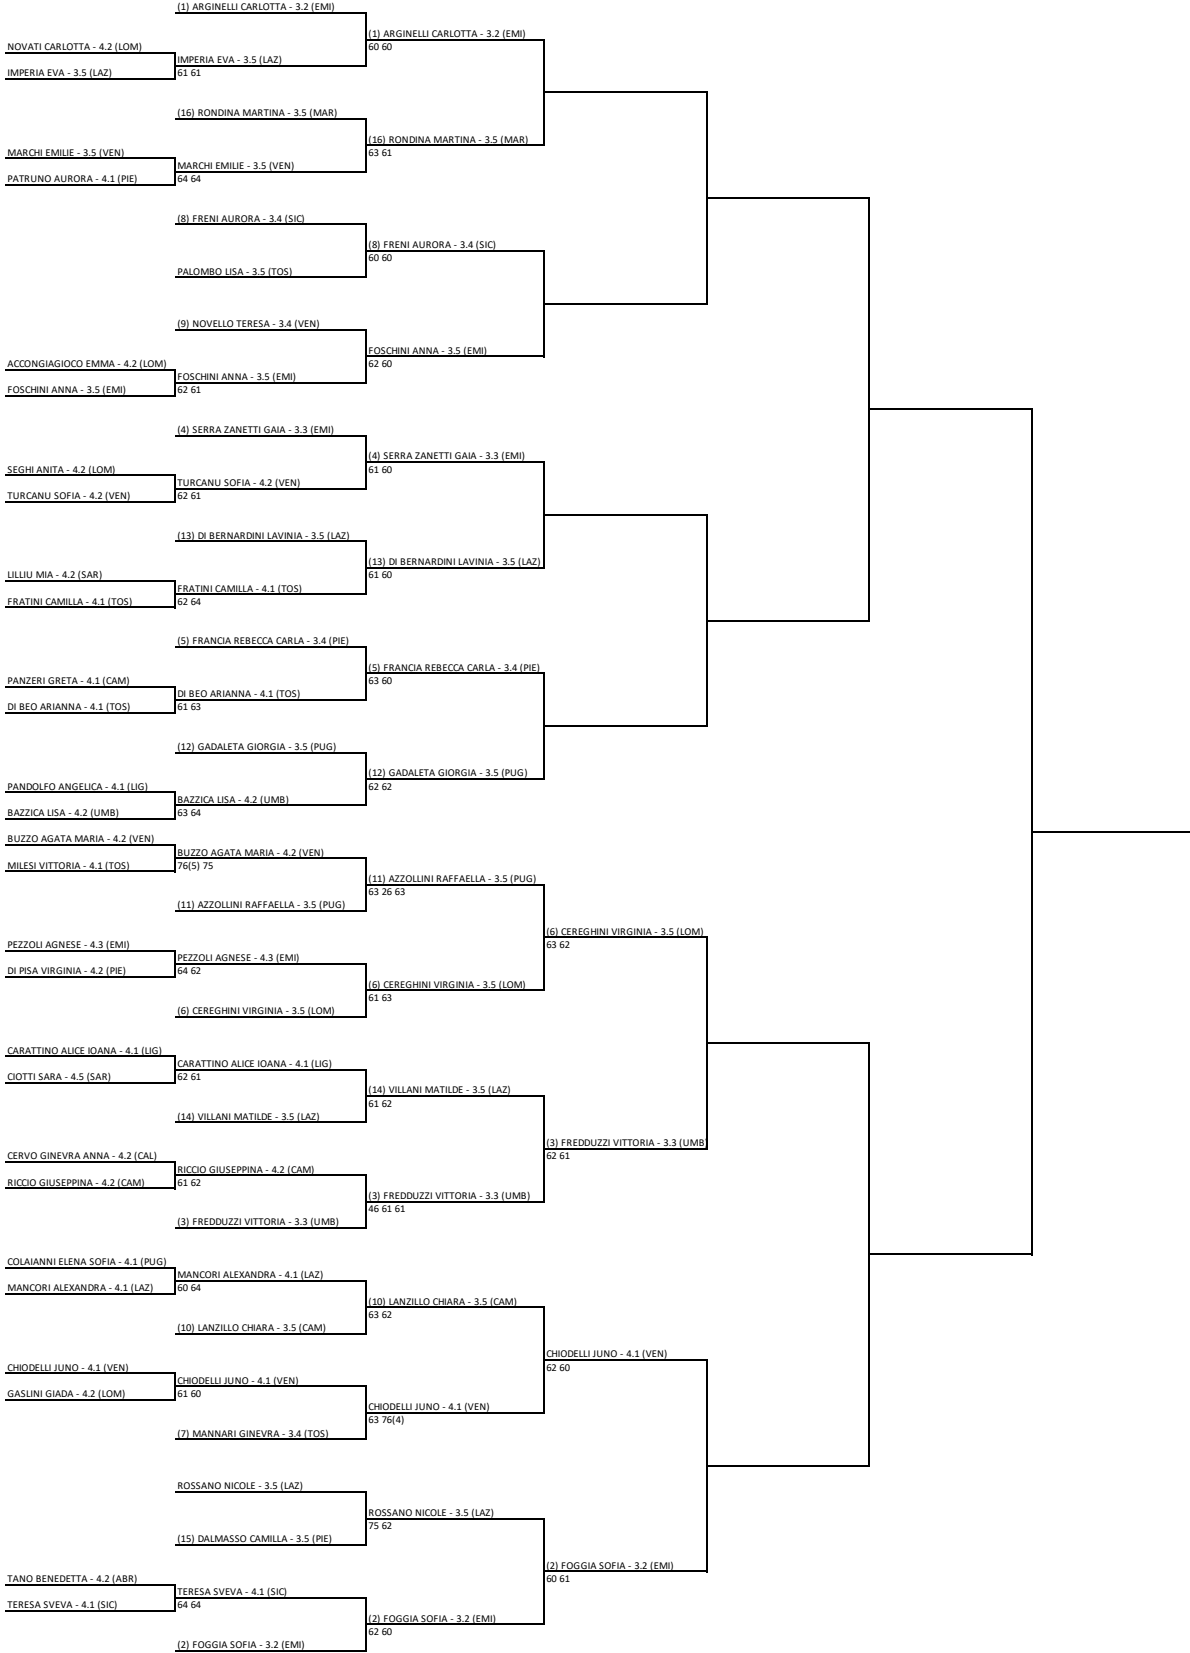 (1) ARGINELLI CARLOTTA - 3.2 (EMI)
(1) ARGINELLI CARLOTTA - 3.2 (EMI)
60 60
NOVATI CARLOTTA - 4.2 (LOM)
IMPERIA EVA - 3.5 (LAZ)
IMPERIA EVA - 3.5 (LAZ)
61 61
(16) RONDINA MARTINA - 3.5 (MAR)
(16) RONDINA MARTINA - 3.5 (MAR)
63 61
MARCHI EMILIE - 3.5 (VEN)
MARCHI EMILIE - 3.5 (VEN)
PATRUNO AURORA - 4.1 (PIE)
64 64
(8) FRENI AURORA - 3.4 (SIC)
(8) FRENI AURORA - 3.4 (SIC)
60 60
PALOMBO LISA - 3.5 (TOS)
(9) NOVELLO TERESA - 3.4 (VEN)
FOSCHINI ANNA - 3.5 (EMI)
62 60
ACCONGIAGIOCO EMMA - 4.2 (LOM)
FOSCHINI ANNA - 3.5 (EMI)
FOSCHINI ANNA - 3.5 (EMI)
62 61
(4) SERRA ZANETTI GAIA - 3.3 (EMI)
(4) SERRA ZANETTI GAIA - 3.3 (EMI)
61 60
SEGHI ANITA - 4.2 (LOM)
TURCANU SOFIA - 4.2 (VEN)
TURCANU SOFIA - 4.2 (VEN)
62 61
(13) DI BERNARDINI LAVINIA - 3.5 (LAZ)
(13) DI BERNARDINI LAVINIA - 3.5 (LAZ)
61 60
LILLIU MIA - 4.2 (SAR)
FRATINI CAMILLA - 4.1 (TOS)
FRATINI CAMILLA - 4.1 (TOS)
62 64
(5) FRANCIA REBECCA CARLA - 3.4 (PIE)
(5) FRANCIA REBECCA CARLA - 3.4 (PIE)
63 60
PANZERI GRETA - 4.1 (CAM)
DI BEO ARIANNA - 4.1 (TOS)
DI BEO ARIANNA - 4.1 (TOS)
61 63
(12) GADALETA GIORGIA - 3.5 (PUG)
(12) GADALETA GIORGIA - 3.5 (PUG)
62 62
PANDOLFO ANGELICA - 4.1 (LIG)
BAZZICA LISA - 4.2 (UMB)
BAZZICA LISA - 4.2 (UMB)
63 64
BUZZO AGATA MARIA - 4.2 (VEN)
BUZZO AGATA MARIA - 4.2 (VEN)
MILESI VITTORIA - 4.1 (TOS)
76(5) 75
(11) AZZOLLINI RAFFAELLA - 3.5 (PUG)
63 26 63
(11) AZZOLLINI RAFFAELLA - 3.5 (PUG)
(6) CEREGHINI VIRGINIA - 3.5 (LOM)
63 62
PEZZOLI AGNESE - 4.3 (EMI)
PEZZOLI AGNESE - 4.3 (EMI)
DI PISA VIRGINIA - 4.2 (PIE)
64 62
(6) CEREGHINI VIRGINIA - 3.5 (LOM)
61 63
(6) CEREGHINI VIRGINIA - 3.5 (LOM)
CARATTINO ALICE IOANA - 4.1 (LIG)
CARATTINO ALICE IOANA - 4.1 (LIG)
CIOTTI SARA - 4.5 (SAR)
62 61
(14) VILLANI MATILDE - 3.5 (LAZ)
61 62
(14) VILLANI MATILDE - 3.5 (LAZ)
(3) FREDDUZZI VITTORIA - 3.3 (UMB)
62 61
CERVO GINEVRA ANNA - 4.2 (CAL)
RICCIO GIUSEPPINA - 4.2 (CAM)
RICCIO GIUSEPPINA - 4.2 (CAM)
61 62
(3) FREDDUZZI VITTORIA - 3.3 (UMB)
46 61 61
(3) FREDDUZZI VITTORIA - 3.3 (UMB)
COLAIANNI ELENA SOFIA - 4.1 (PUG)
MANCORI ALEXANDRA - 4.1 (LAZ)
MANCORI ALEXANDRA - 4.1 (LAZ)
60 64
(10) LANZILLO CHIARA - 3.5 (CAM)
63 62
(10) LANZILLO CHIARA - 3.5 (CAM)
CHIODELLI JUNO - 4.1 (VEN)
62 60
CHIODELLI JUNO - 4.1 (VEN)
CHIODELLI JUNO - 4.1 (VEN)
GASLINI GIADA - 4.2 (LOM)
61 60
CHIODELLI JUNO - 4.1 (VEN)
63 76(4)
(7) MANNARI GINEVRA - 3.4 (TOS)
ROSSANO NICOLE - 3.5 (LAZ)
ROSSANO NICOLE - 3.5 (LAZ)
75 62
(15) DALMASSO CAMILLA - 3.5 (PIE)
(2) FOGGIA SOFIA - 3.2 (EMI)
60 61
TANO BENEDETTA - 4.2 (ABR)
TERESA SVEVA - 4.1 (SIC)
TERESA SVEVA - 4.1 (SIC)
64 64
(2) FOGGIA SOFIA - 3.2 (EMI)
62 60
(2) FOGGIA SOFIA - 3.2 (EMI)